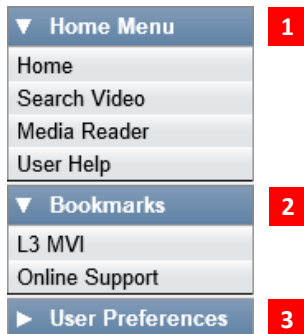 ▼ Home Menu 1
Home
Search Video
Media Reader
User Help
▼ Bookmarks 2
L3 MVI
Online Support
► User Preferences 3